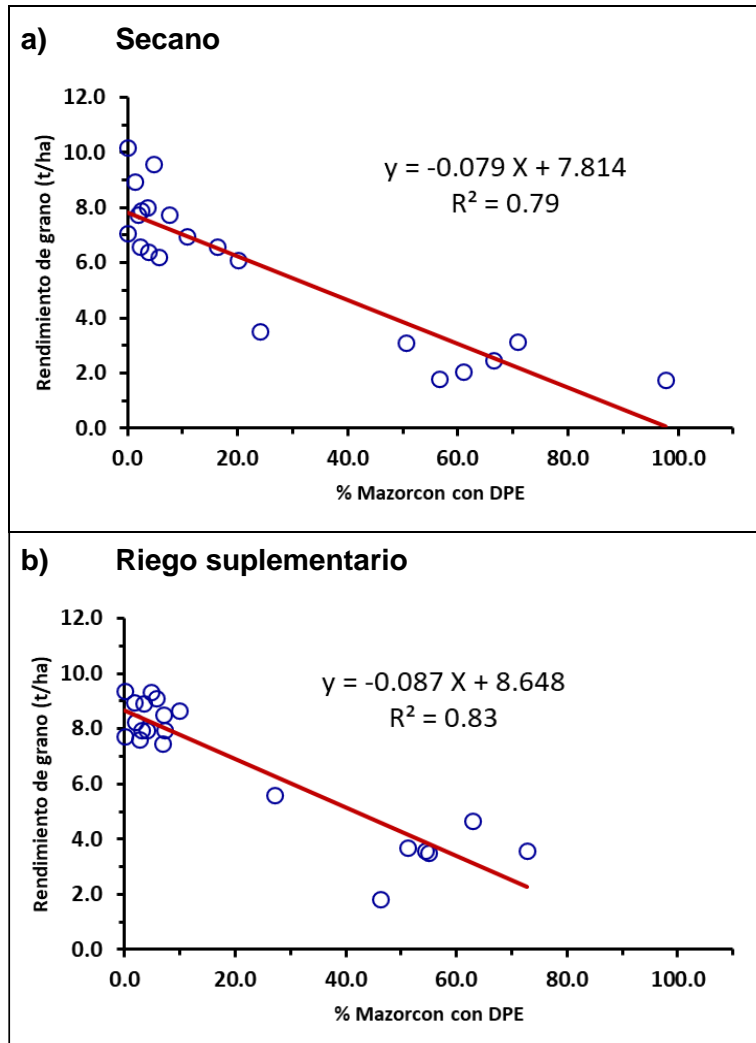 a) Secano
12.0
10.0
8.0
6.0
4.0
2.0
0.0
Rendimiento de grano (t/ha)
y = -0.079 X + 7.814
R² = 0.79
0.0 20.0 40.0 60.0 80.0 100.0
% Mazorcon con DPE
b) Riego suplementario
12.0
10.0
8.0
6.0
4.0
2.0
0.0
Rendimiento de grano (t/ha)
y = -0.087 X + 8.648
R² = 0.83
0.0 20.0 40.0 60.0 80.0 100.0
% Mazorcon con DPE